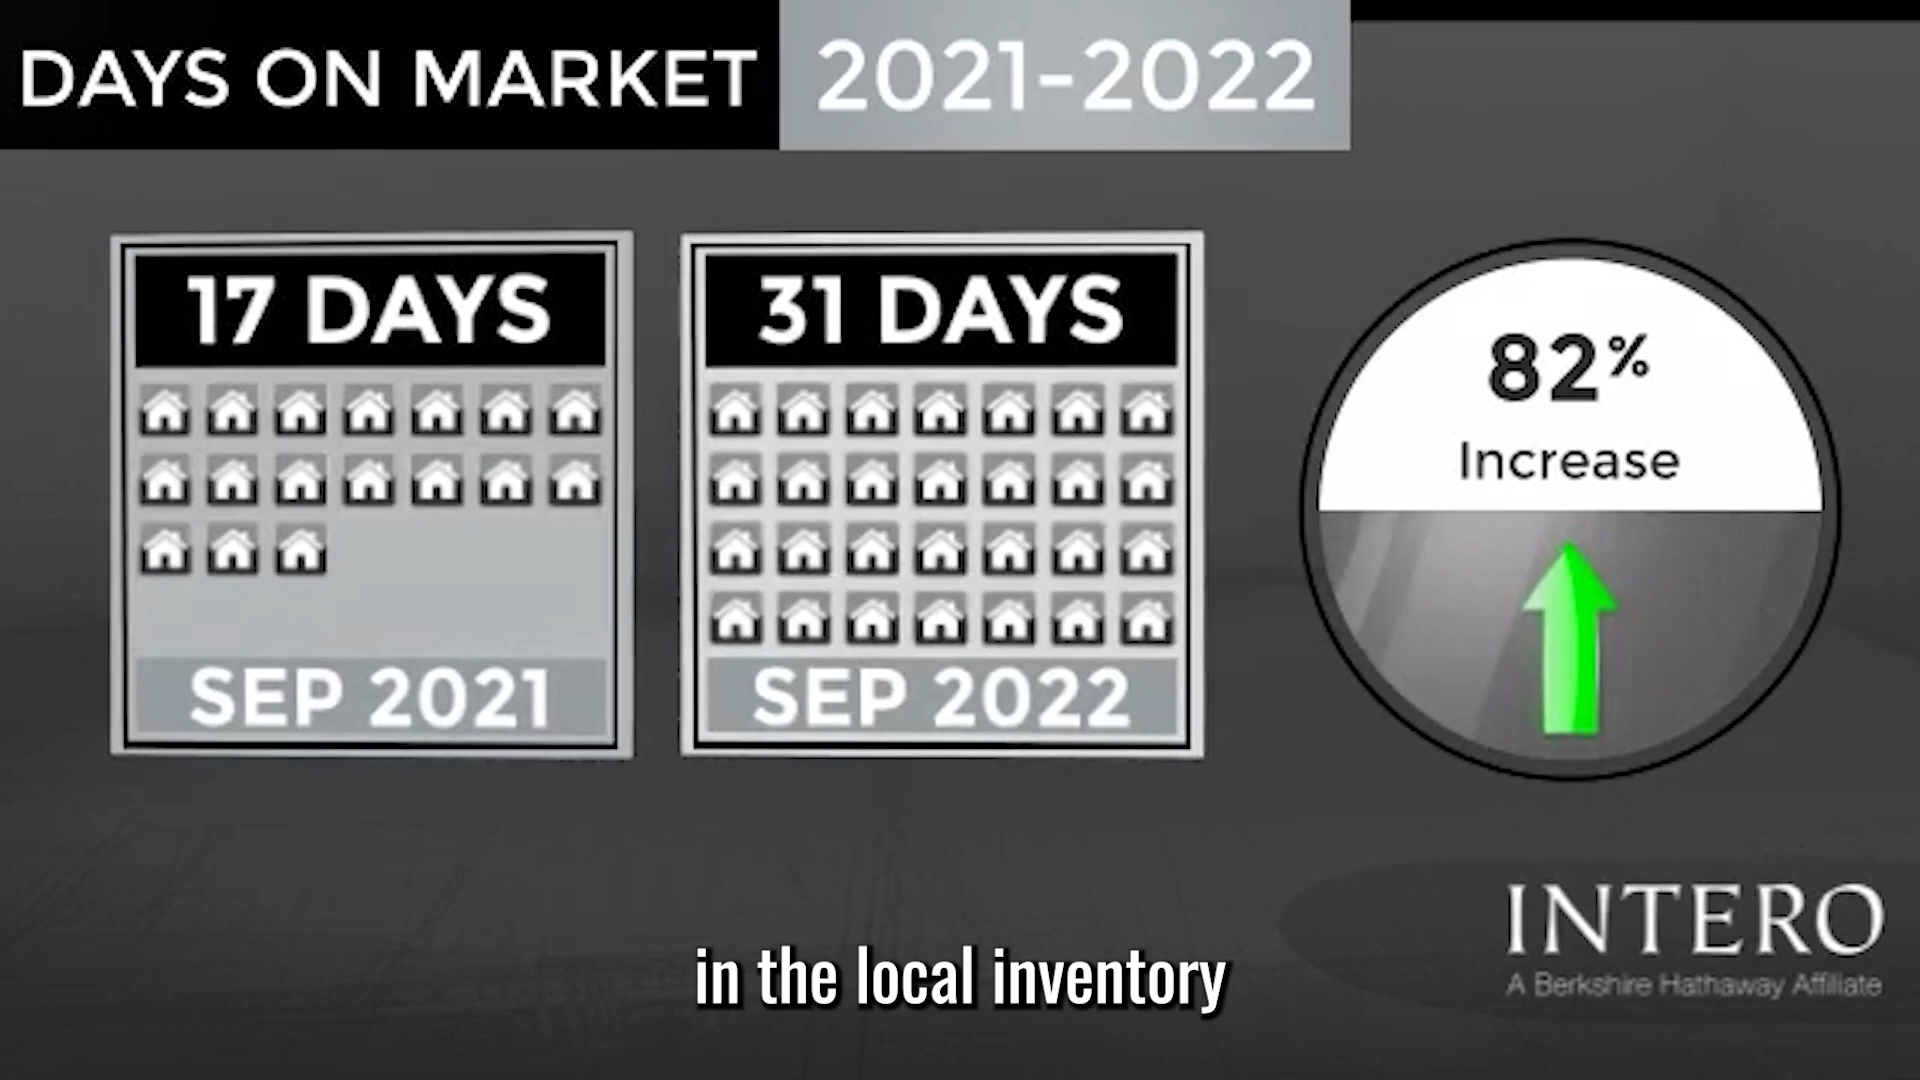 DAYS ON MARKET 2021-2022
17 DAYS
SEP 2021
31 DAYS
SEP 2022
82%
Increase
in the local inventory
INTERO
A Berkshire Hathaway Affiliate